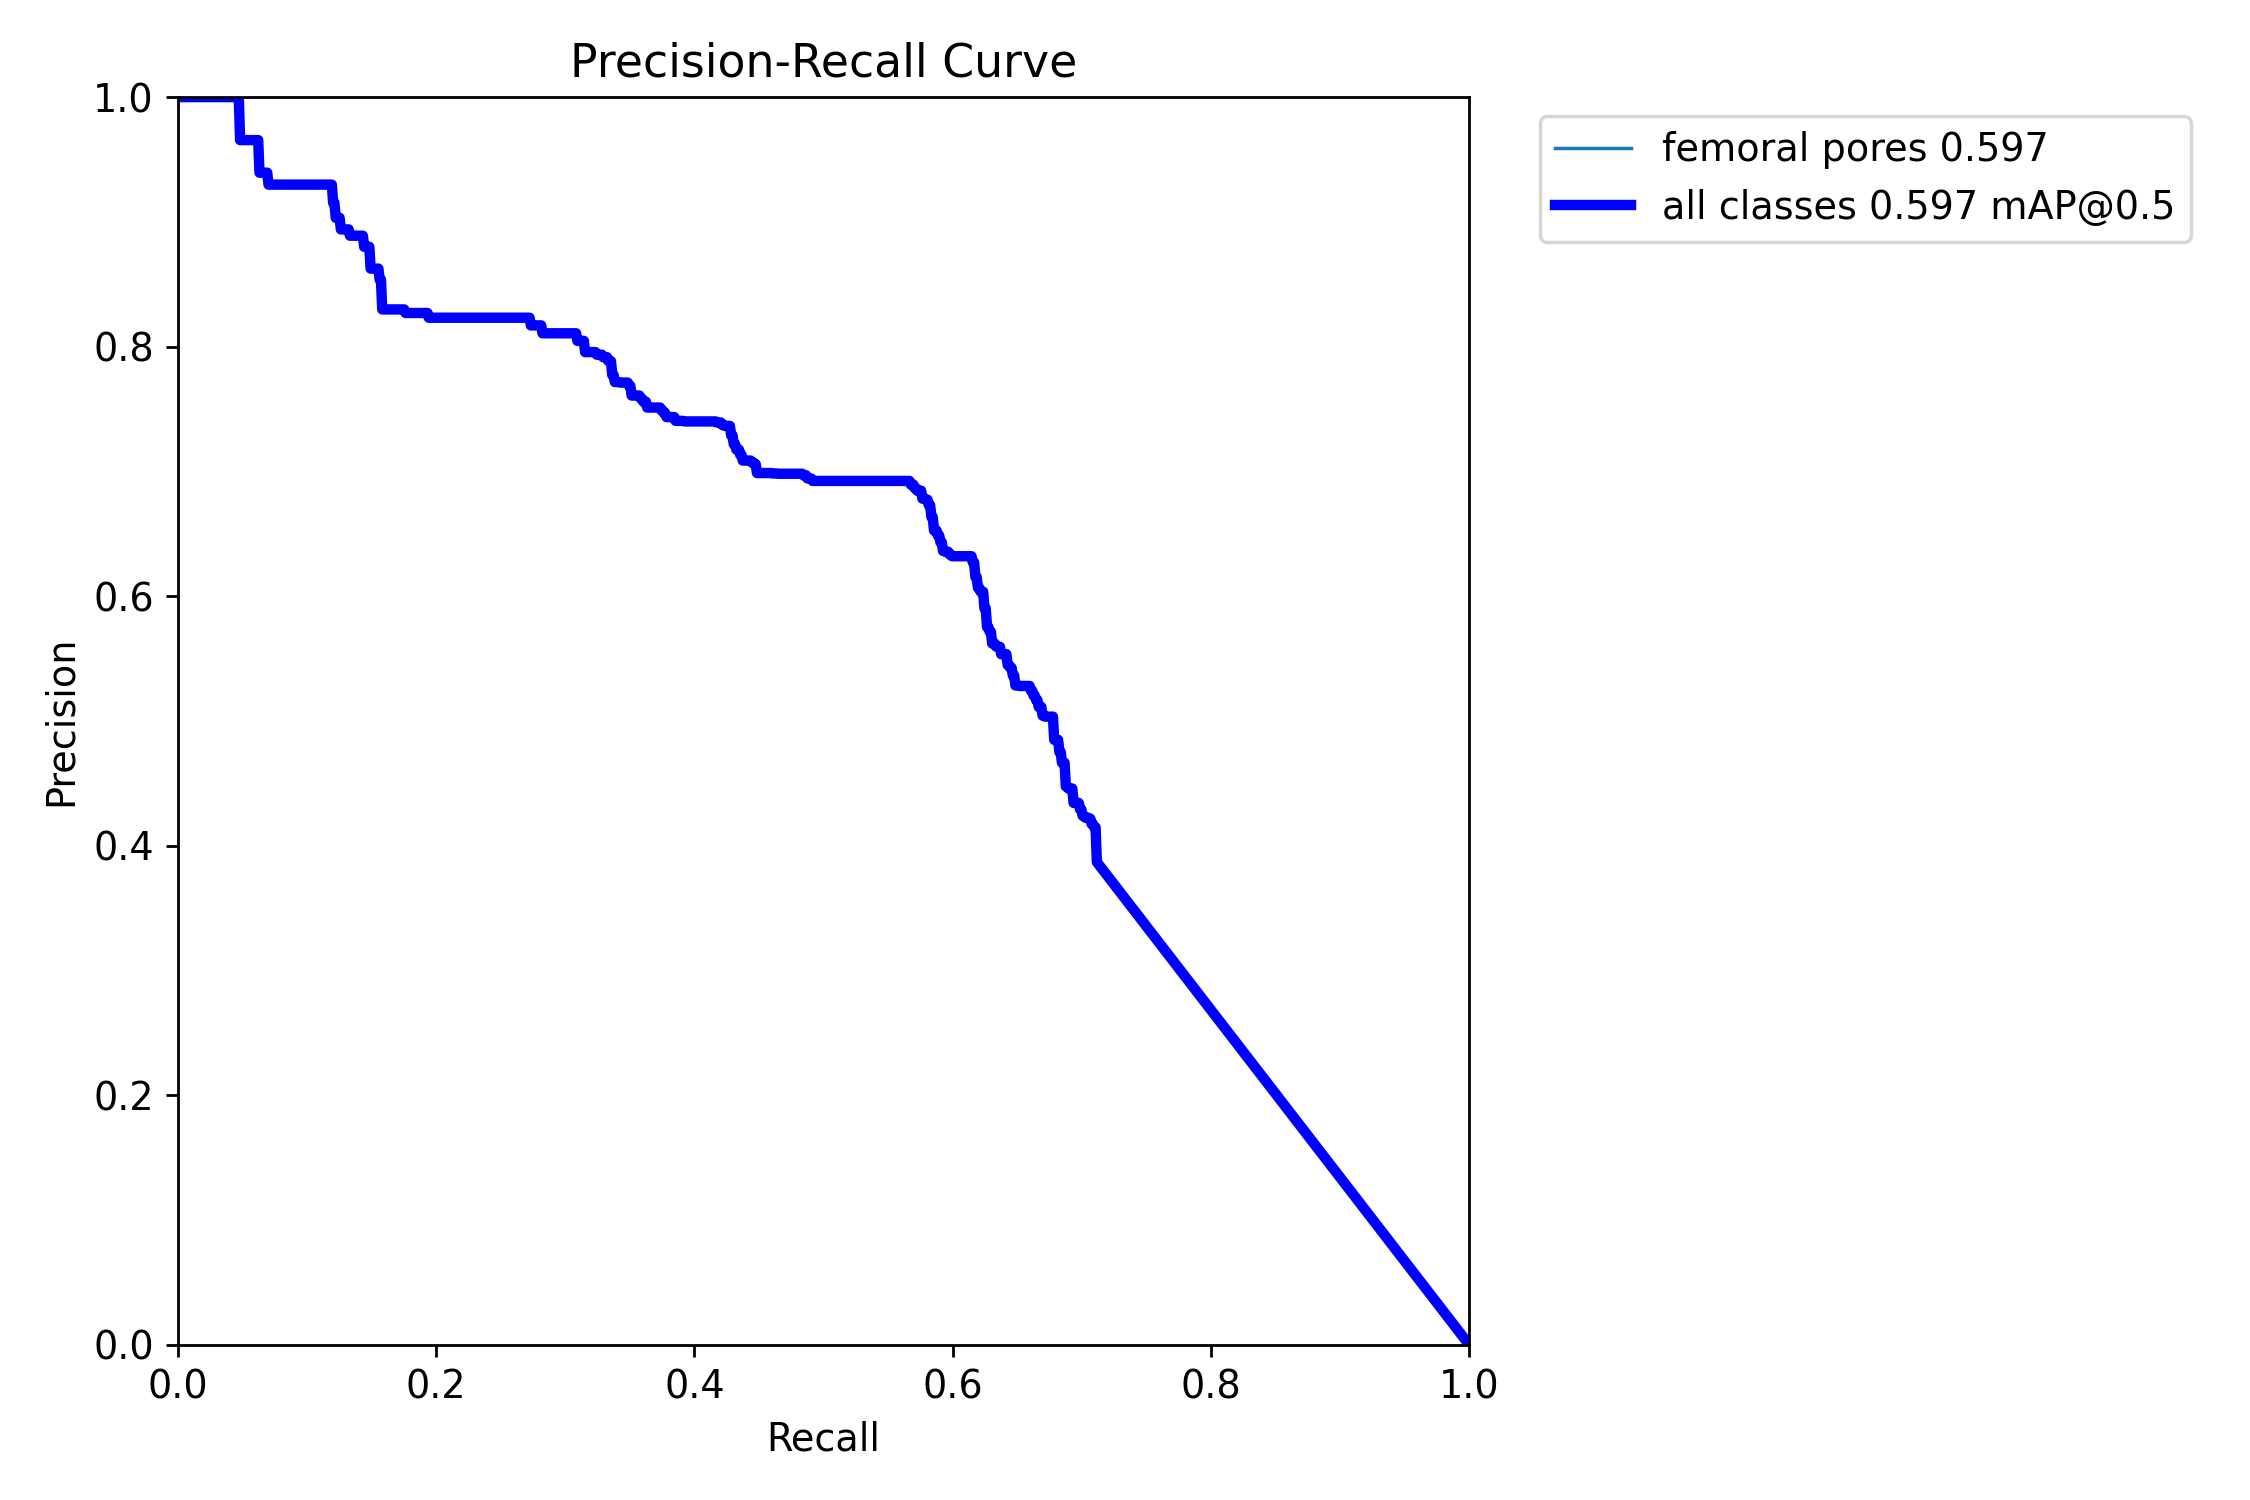 Precision-Recall Curve
1.0
0.8
0.6
0.4
0.2
0.0
Precision
0.0 0.2 0.4 0.6 0.8 1.0
Recall
femoral pores 0.597
all classes 0.597 mAP@0.5